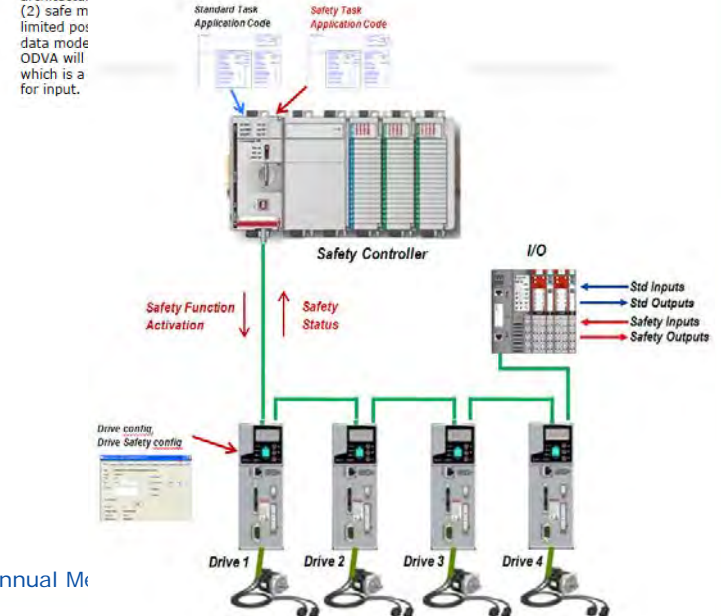 (2) safe m
limited pos
data mode
ODVA will
which is a
for input.
Standard Task
Application Code
Safety Task
Application Code
Safety Controller
I/O
Std Inputs
Std Outputs
Safety Inputs
Safety Outputs
Safety Function
Activation
Safety
Status
Drive config,
Drive Safety config
Drive 1
Drive 2
Drive 3
Drive 4
nnual Me